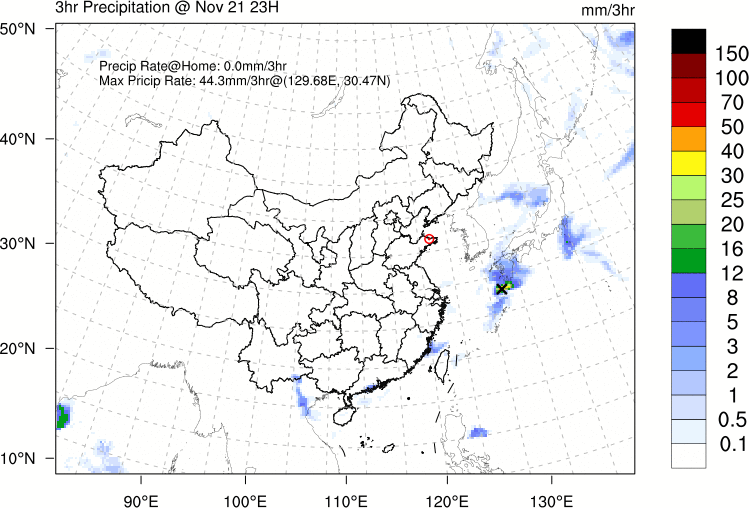 3hr Precipitation @ Nov 21 23H
mm/3hr
Precip Rate@Home: 0.0mm/3hr
Max Pricip Rate: 44.3mm/3hr@(129.68E, 30.47N)
50°N
40°N
30°N
20°N
10°N
90°E
100°E
110°E
120°E
130°E
150
100
70
50
40
30
25
20
16
12
8
5
3
2
1
0.5
0.1